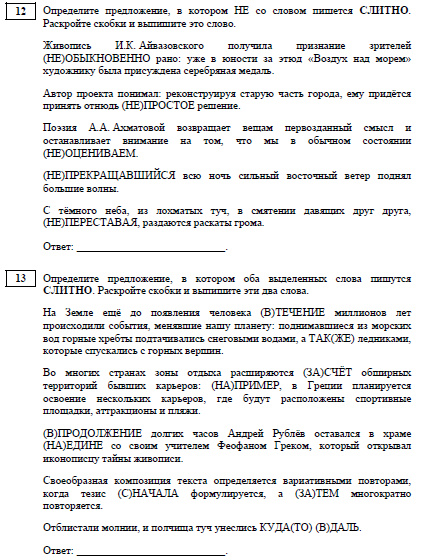 12 Определите предложение, в котором НЕ со словом пишется СЛИТНО.
Раскройте скобки и выпишите это слово.
Живопись И.К. Айвазовского получила признание зрителей
(НЕ)ОБЫКНОВЕННО рано: уже в юности за этюд «Воздух над морем»
художнику была присуждена серебряная медаль.
Автор проекта понимал: реконструируя старую часть города, ему придётся
принять отнюдь (НЕ)ПРОСТОЕ решение.
Поэзия А.А. Ахматовой возвращает вещам первозданный смысл и
останавливает внимание на том, что мы в обычном состоянии
(НЕ)ОЦЕНИВАЕМ.
(НЕ)ПРЕКРАЩАВШИЙСЯ всю ночь сильный восточный ветер поднял
большие волны.
С тёмного неба, из лохматых туч, в смятении давящих друг друга,
(НЕ)ПЕРЕСТАВАЯ, раздаются раскаты грома.
Ответ: ___________________________.
13 Определите предложение, в котором оба выделенных слова пишутся
СЛИТНО. Раскройте скобки и выпишите эти два слова.
На Земле ещё до появления человека (В)ТЕЧЕНИЕ миллионов лет
происходили события, менявшие нашу планету: поднимавшиеся из морских
вод горные хребты подтачивались снеговыми водами, а ТАК(ЖЕ) ледниками,
которые спускались с горных вершин.
Во многих странах зоны отдыха расширяются (ЗА)СЧЁТ обширных
территорий бывших карьеров: (НА)ПРИМЕР, в Греции планируется
освоение нескольких карьеров, где будут расположены спортивные
площадки, аттракционы и пляжи.
(В)ПРОДОЛЖЕНИЕ долгих часов Андрей Рублёв оставался в храме
(НА)ЕДИНЕ со своим учителем Феофаном Греком, который открывал
иконописцу тайны живописи.
Своеобразная композиция текста определяется вариативными повторами,
когда тезис (С)НАЧАЛА формулируется, а (ЗА)ТЕМ многократно
повторяется.
Отблистали молнии, и полчища туч унеслись КУДА(ТО) (В)ДАЛЬ.
Ответ: ___________________________.